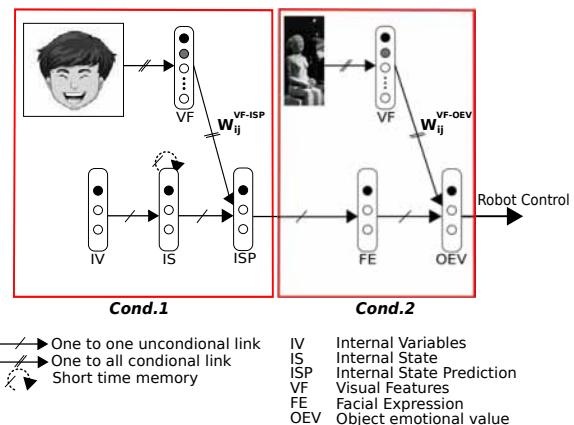 VF
W_ij^VF-ISP
IV
IS
ISP
VF
W_ij^VF-OEV
FE
OEV
Robot Control
Cond.1
Cond.2
One to one uncondional link
One to all condional link
Short time memory
IV Internal Variables
IS Internal State
ISP Internal State Prediction
VF Visual Features
FE Facial Expression
OEV Object emotional value